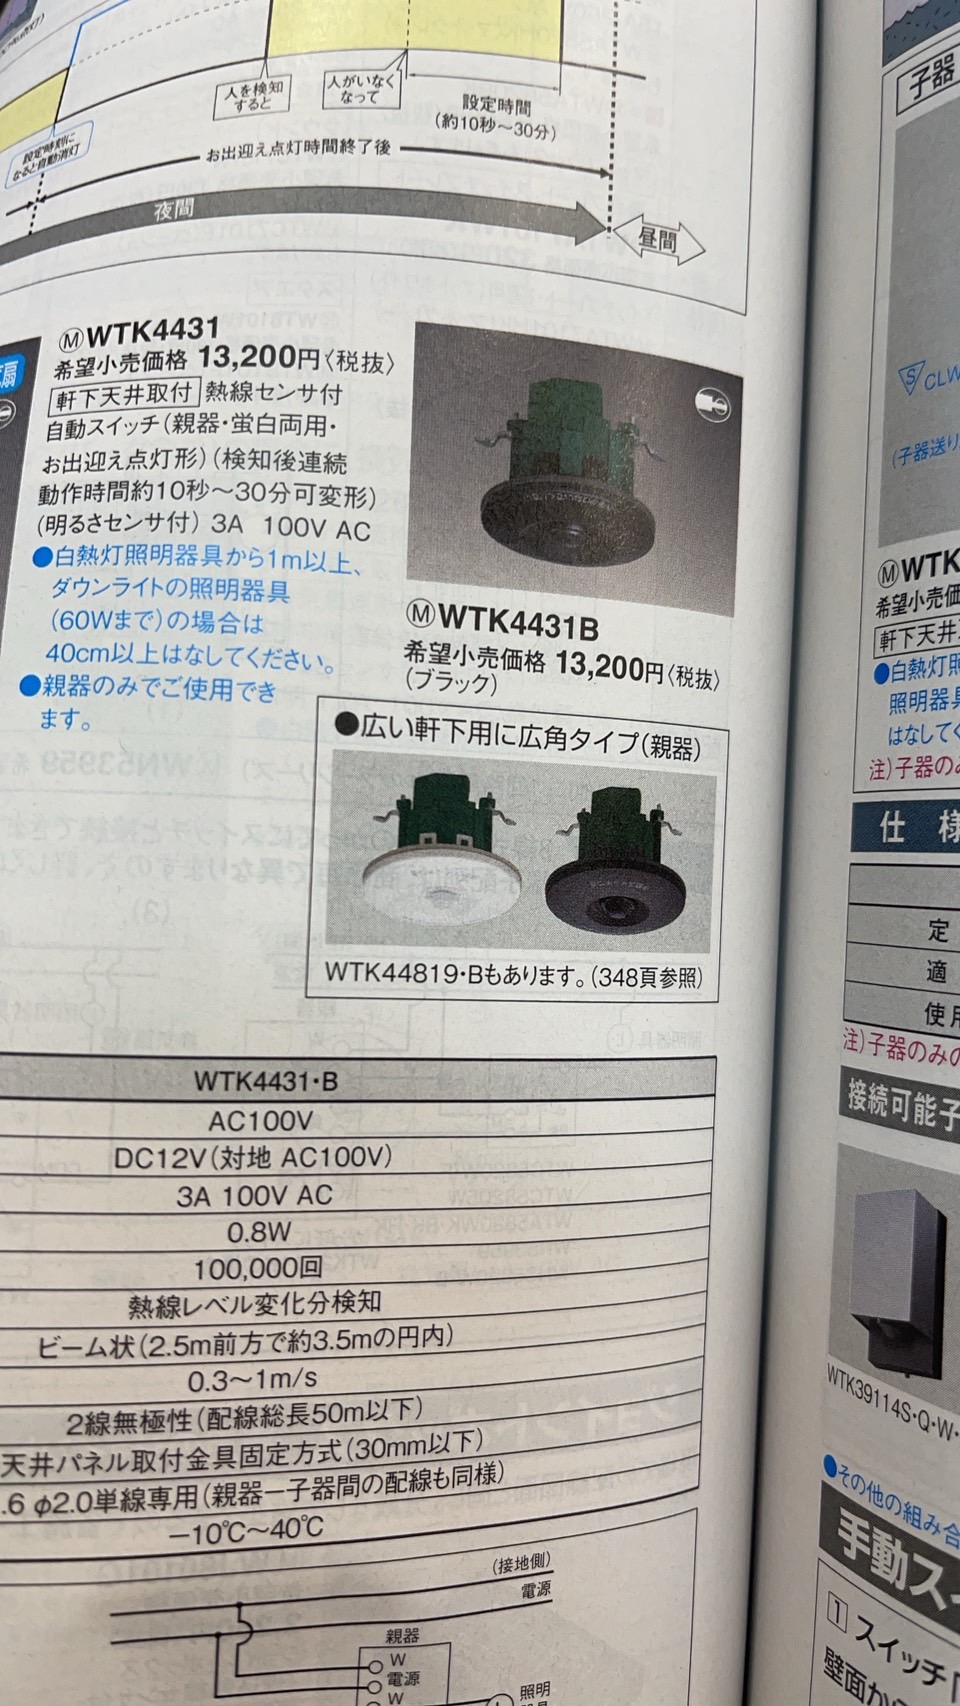 人を検知
すると
人がいなく
なって
設定時間
(約10秒～30分)
設定時刻に
なると自動消灯
お出迎え点灯時間終了後
夜間
昼間
扇
ⓂWTK4431
希望小売価格 13,200円〈税抜〉
軒下天井取付 熱線センサ付
自動スイッチ(親器・蛍白両用・
お出迎え点灯形)(検知後連続
動作時間約10秒～30分可変形)
(明るさセンサ付) 3A 100V AC
●白熱灯照明器具から1m以上、
ダウンライトの照明器具
(60Wまで)の場合は
40cm以上はなしてください。
●親器のみでご使用でき
ます。
ⓂWTK4431B
希望小売価格 13,200円〈税抜〉
(ブラック)
●広い軒下用に広角タイプ(親器)
WTK44819・Bもあります。(348頁参照)
WTK4431・B
AC100V
DC12V(対地 AC100V)
3A 100V AC
0.8W
100,000回
熱線レベル変化分検知
ビーム状(2.5m前方で約3.5mの円内)
0.3～1m/s
2線無極性(配線総長50m以下)
天井パネル取付金具固定方式(30mm以下)
.6 φ2.0単線専用(親器ー子器間の配線も同様)
－10℃～40℃
(接地側)
電源
親器
W
電源
W
照明
子器
S CLW
(子器送り
ⓂWTK
希望小売価
軒下天井
●白熱灯照
照明器具
はなしてく
注)子器のみ
仕様
定
適
使用
注)子器のみの
接続可能子
WTK39114S・Q・W・
●その他の組み合
手動ス
1 スイッチ
壁面か